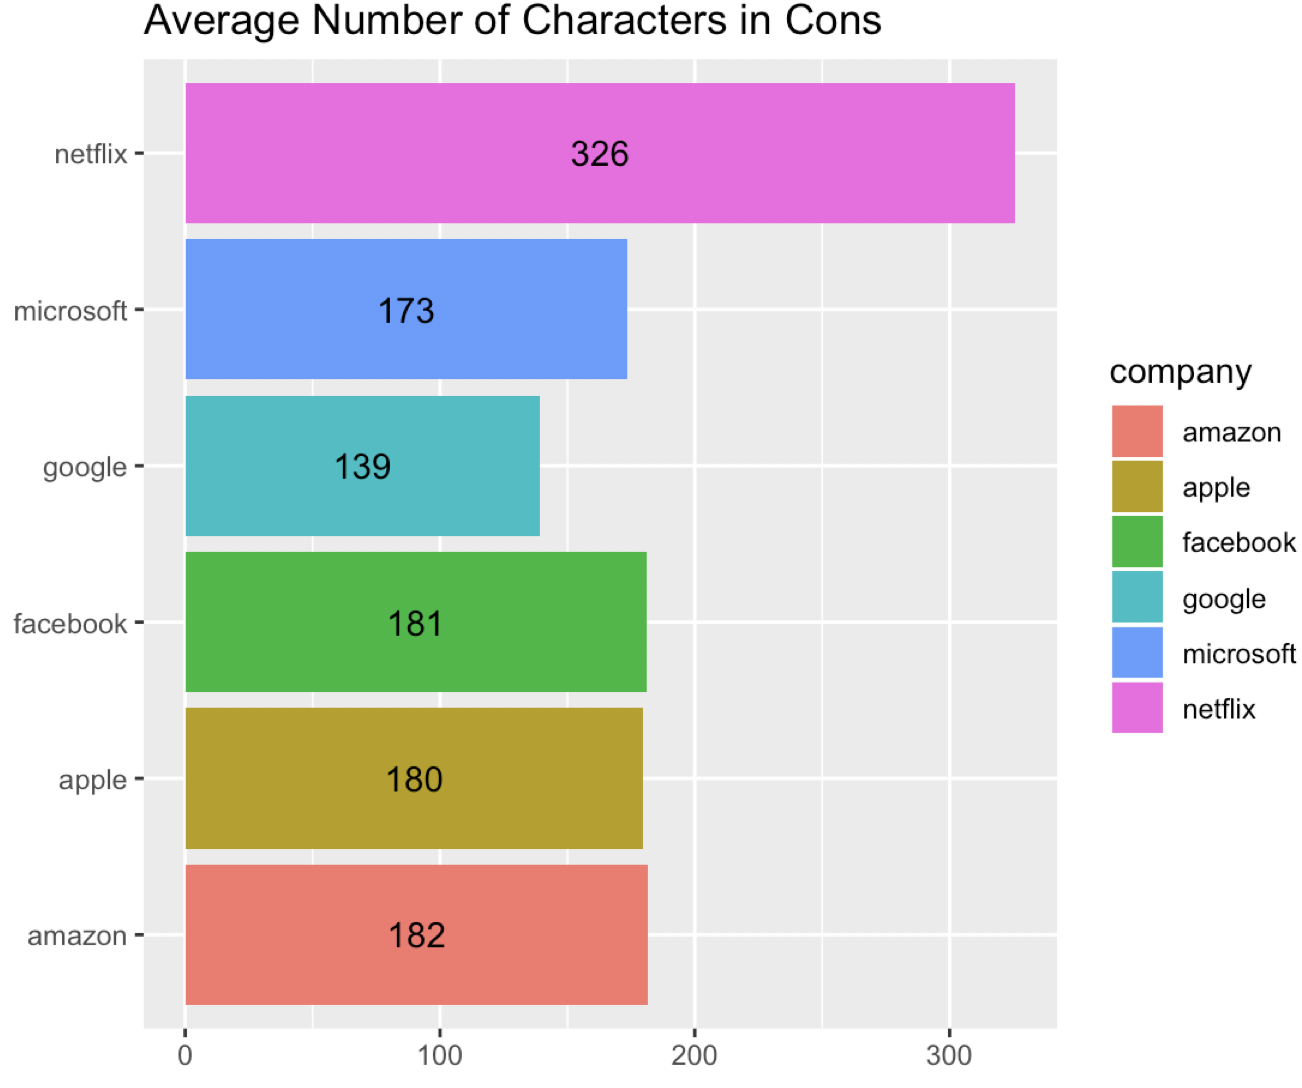 Average Number of Characters in Cons
netflix
326
microsoft
173
google
139
facebook
181
apple
180
amazon
182
0
100
200
300
company
amazon
apple
facebook
google
microsoft
netflix